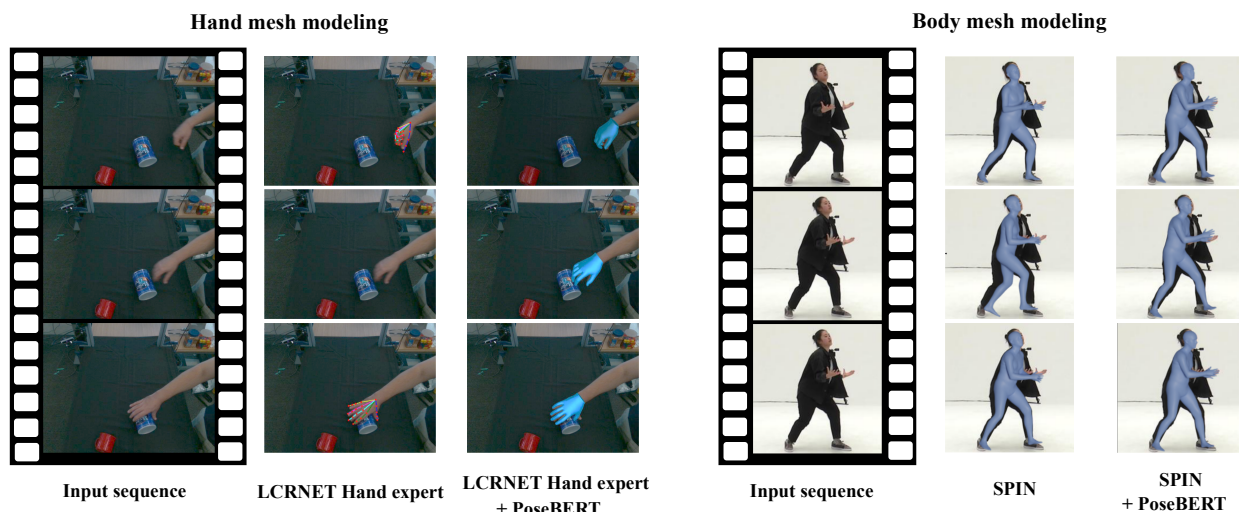 Hand mesh modeling
Body mesh modeling
Input sequence
LCRNET Hand expert
LCRNET Hand expert
+ PoseBERT
Input sequence
SPIN
SPIN
+ PoseBERT